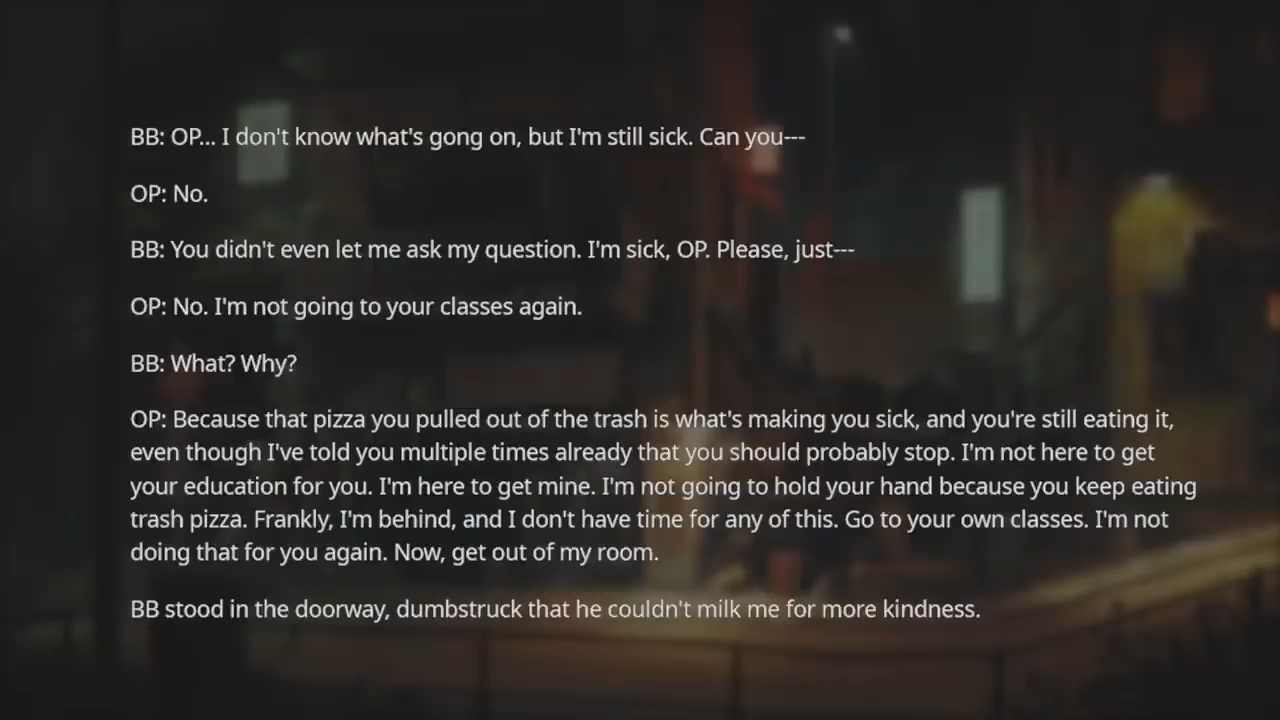 BB: OP... I don't know what's gong on, but I'm still sick. Can you---
OP: No.
BB: You didn't even let me ask my question. I'm sick, OP. Please, just---
OP: No. I'm not going to your classes again.
BB: What? Why?
OP: Because that pizza you pulled out of the trash is what's making you sick, and you're still eating it,
even though I've told you multiple times already that you should probably stop. I'm not here to get
your education for you. I'm here to get mine. I'm not going to hold your hand because you keep eating
trash pizza. Frankly, I'm behind, and I don't have time for any of this. Go to your own classes. I'm not
doing that for you again. Now, get out of my room.
BB stood in the doorway, dumbstruck that he couldn't milk me for more kindness.